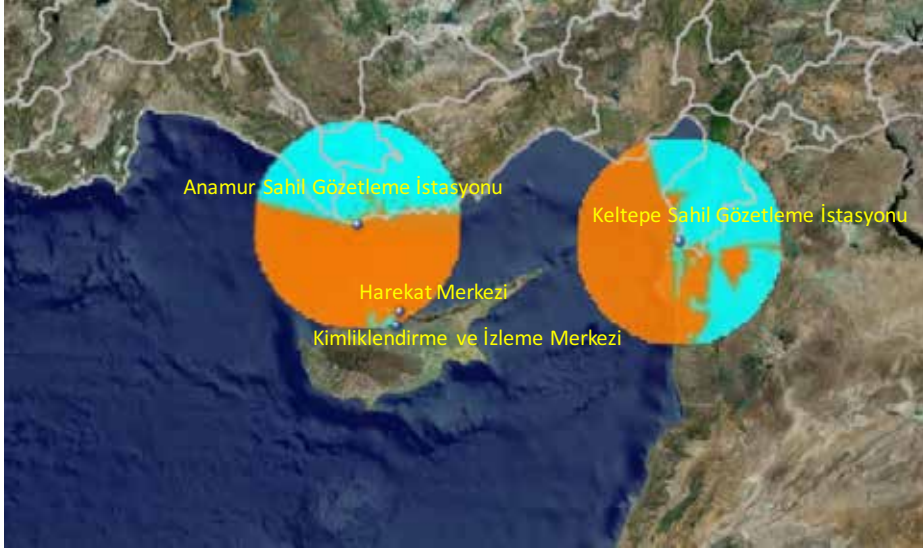 Anamur Sahil Gözetleme İstasyonu
Keltepe Sahil Gözetleme İstasyonu
Harekat Merkezi
Kimliklendirme ve İzleme Merkezi